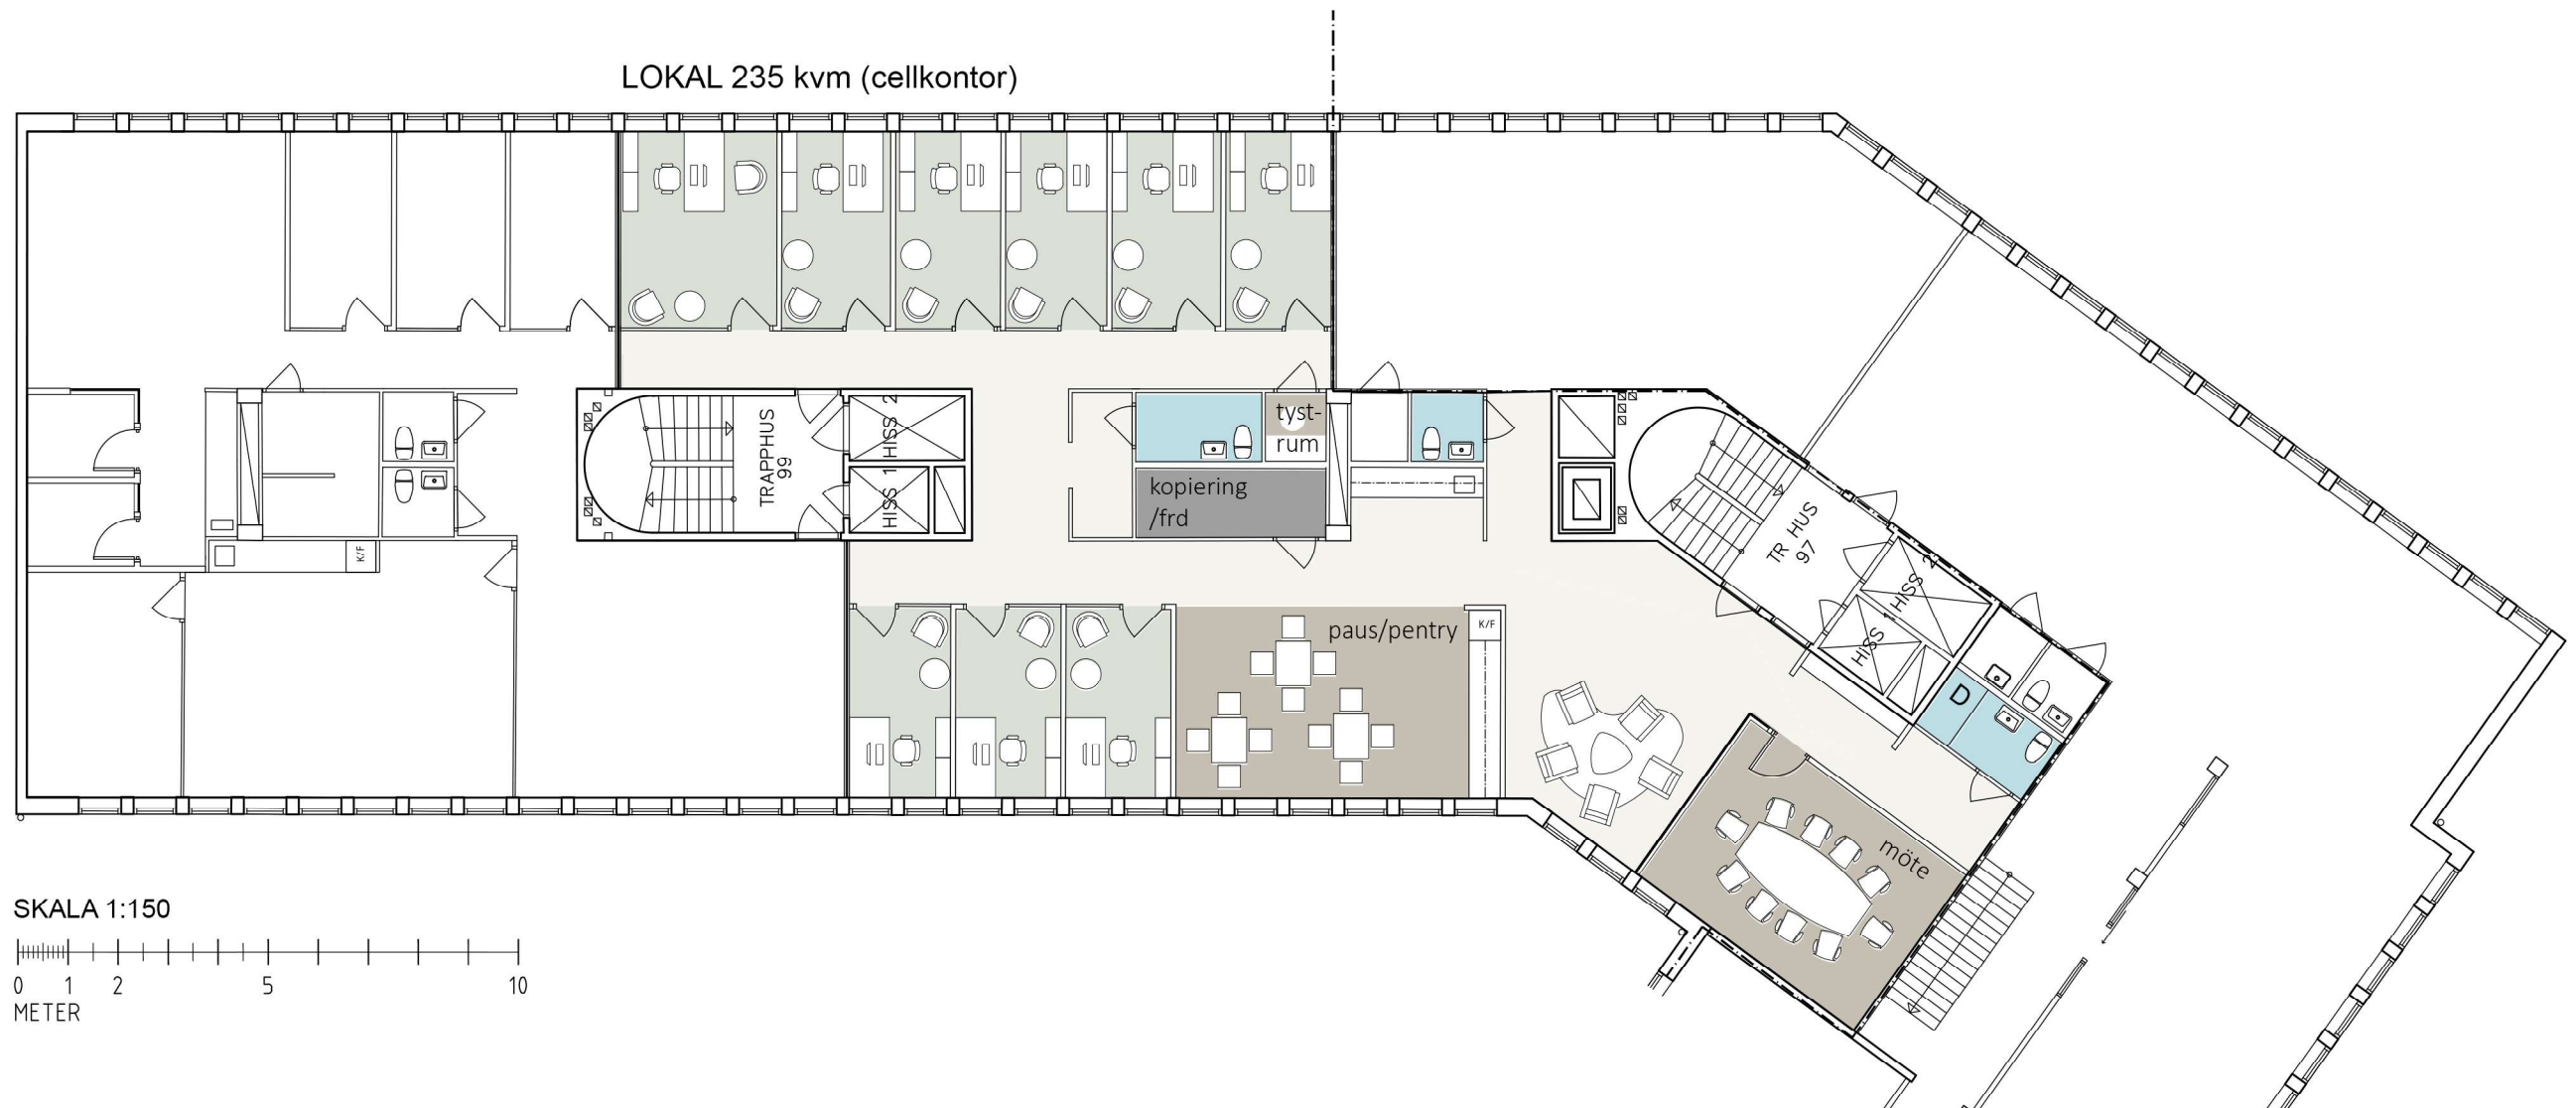 LOKAL 235 kvm (cellkontor)
TRAPPHUS
99
HISS 2
HISS 1
tyst-
rum
kopiering
/frd
K/F
paus/pentry
K/F
TR HUS
97
HISS 2
HISS 1
D
möte
SKALA 1:150
0 1 2 5 10
METER